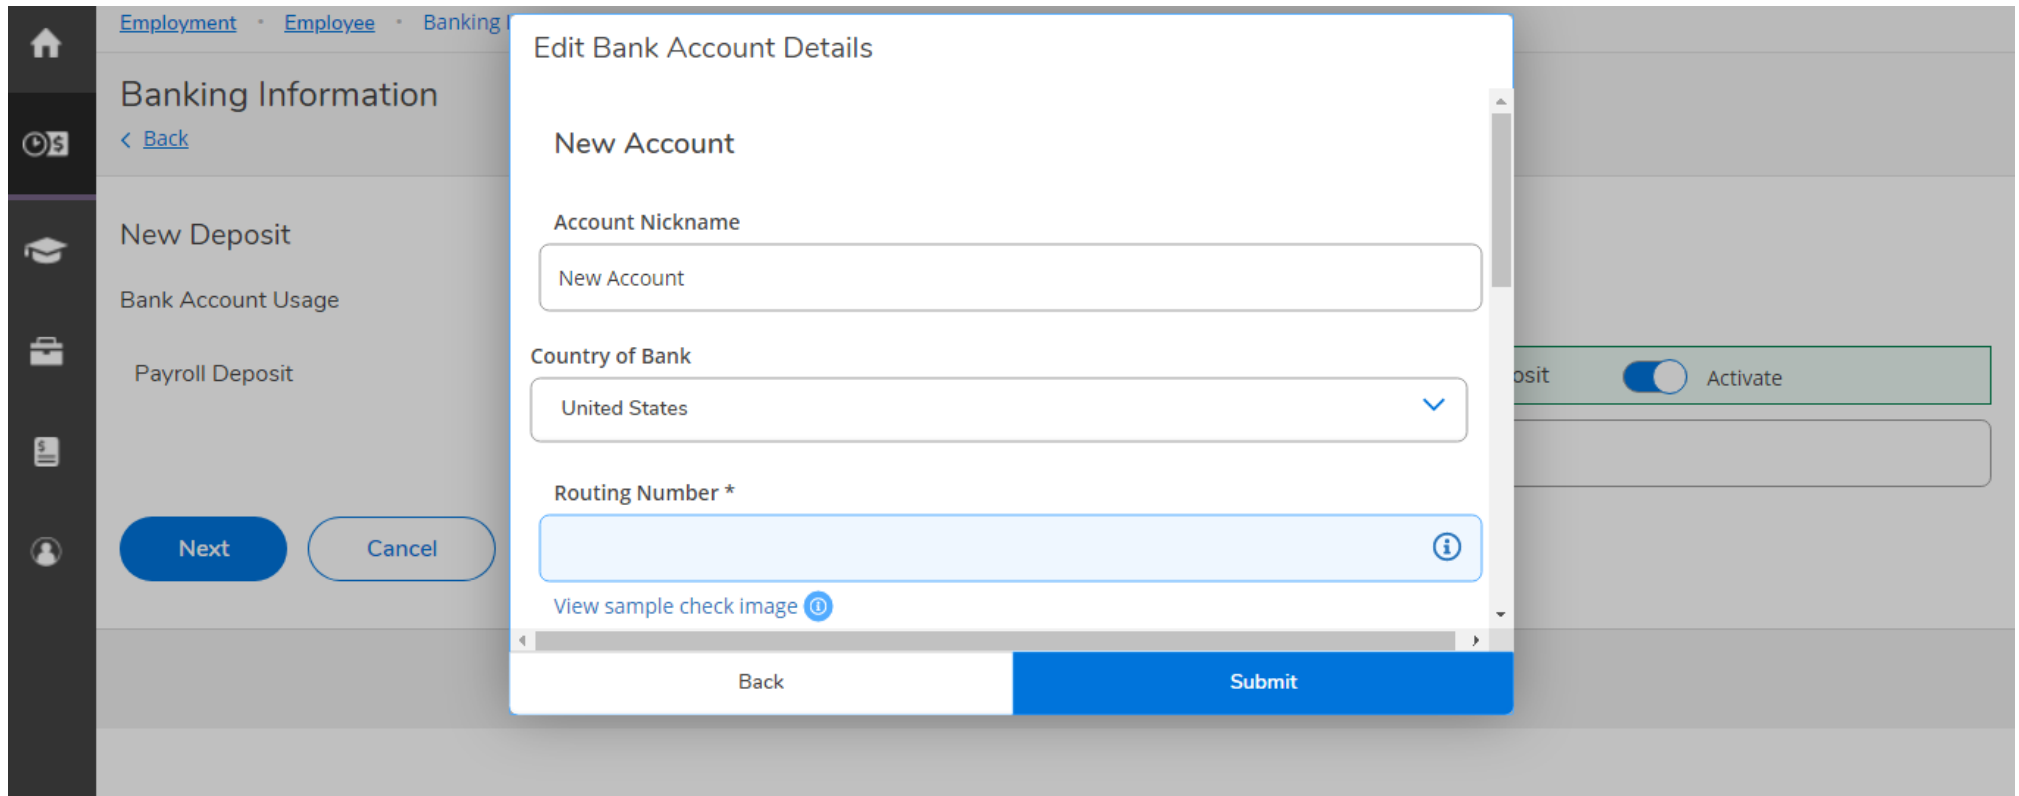 Employment • Employee • Banking
Banking Information
Back
New Deposit
Bank Account Usage
Payroll Deposit
Next
Cancel
Edit Bank Account Details
New Account
Account Nickname
New Account
Country of Bank
United States
Routing Number *
View sample check image
Back
Submit
osit
Activate